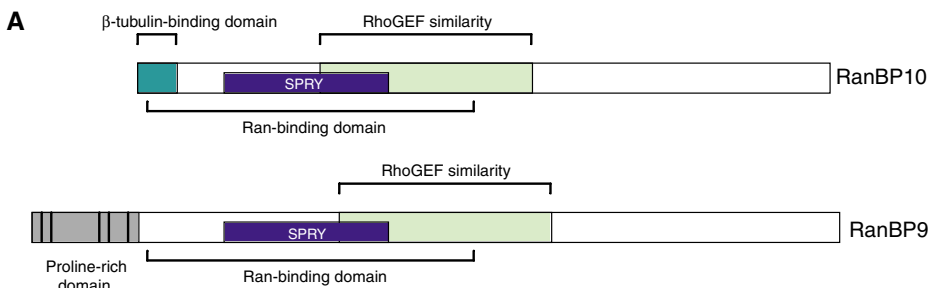 A
β-tubulin-binding domain
RhoGEF similarity
SPRY
RanBP10
Ran-binding domain
RhoGEF similarity
SPRY
RanBP9
Proline-rich
domain
Ran-binding domain